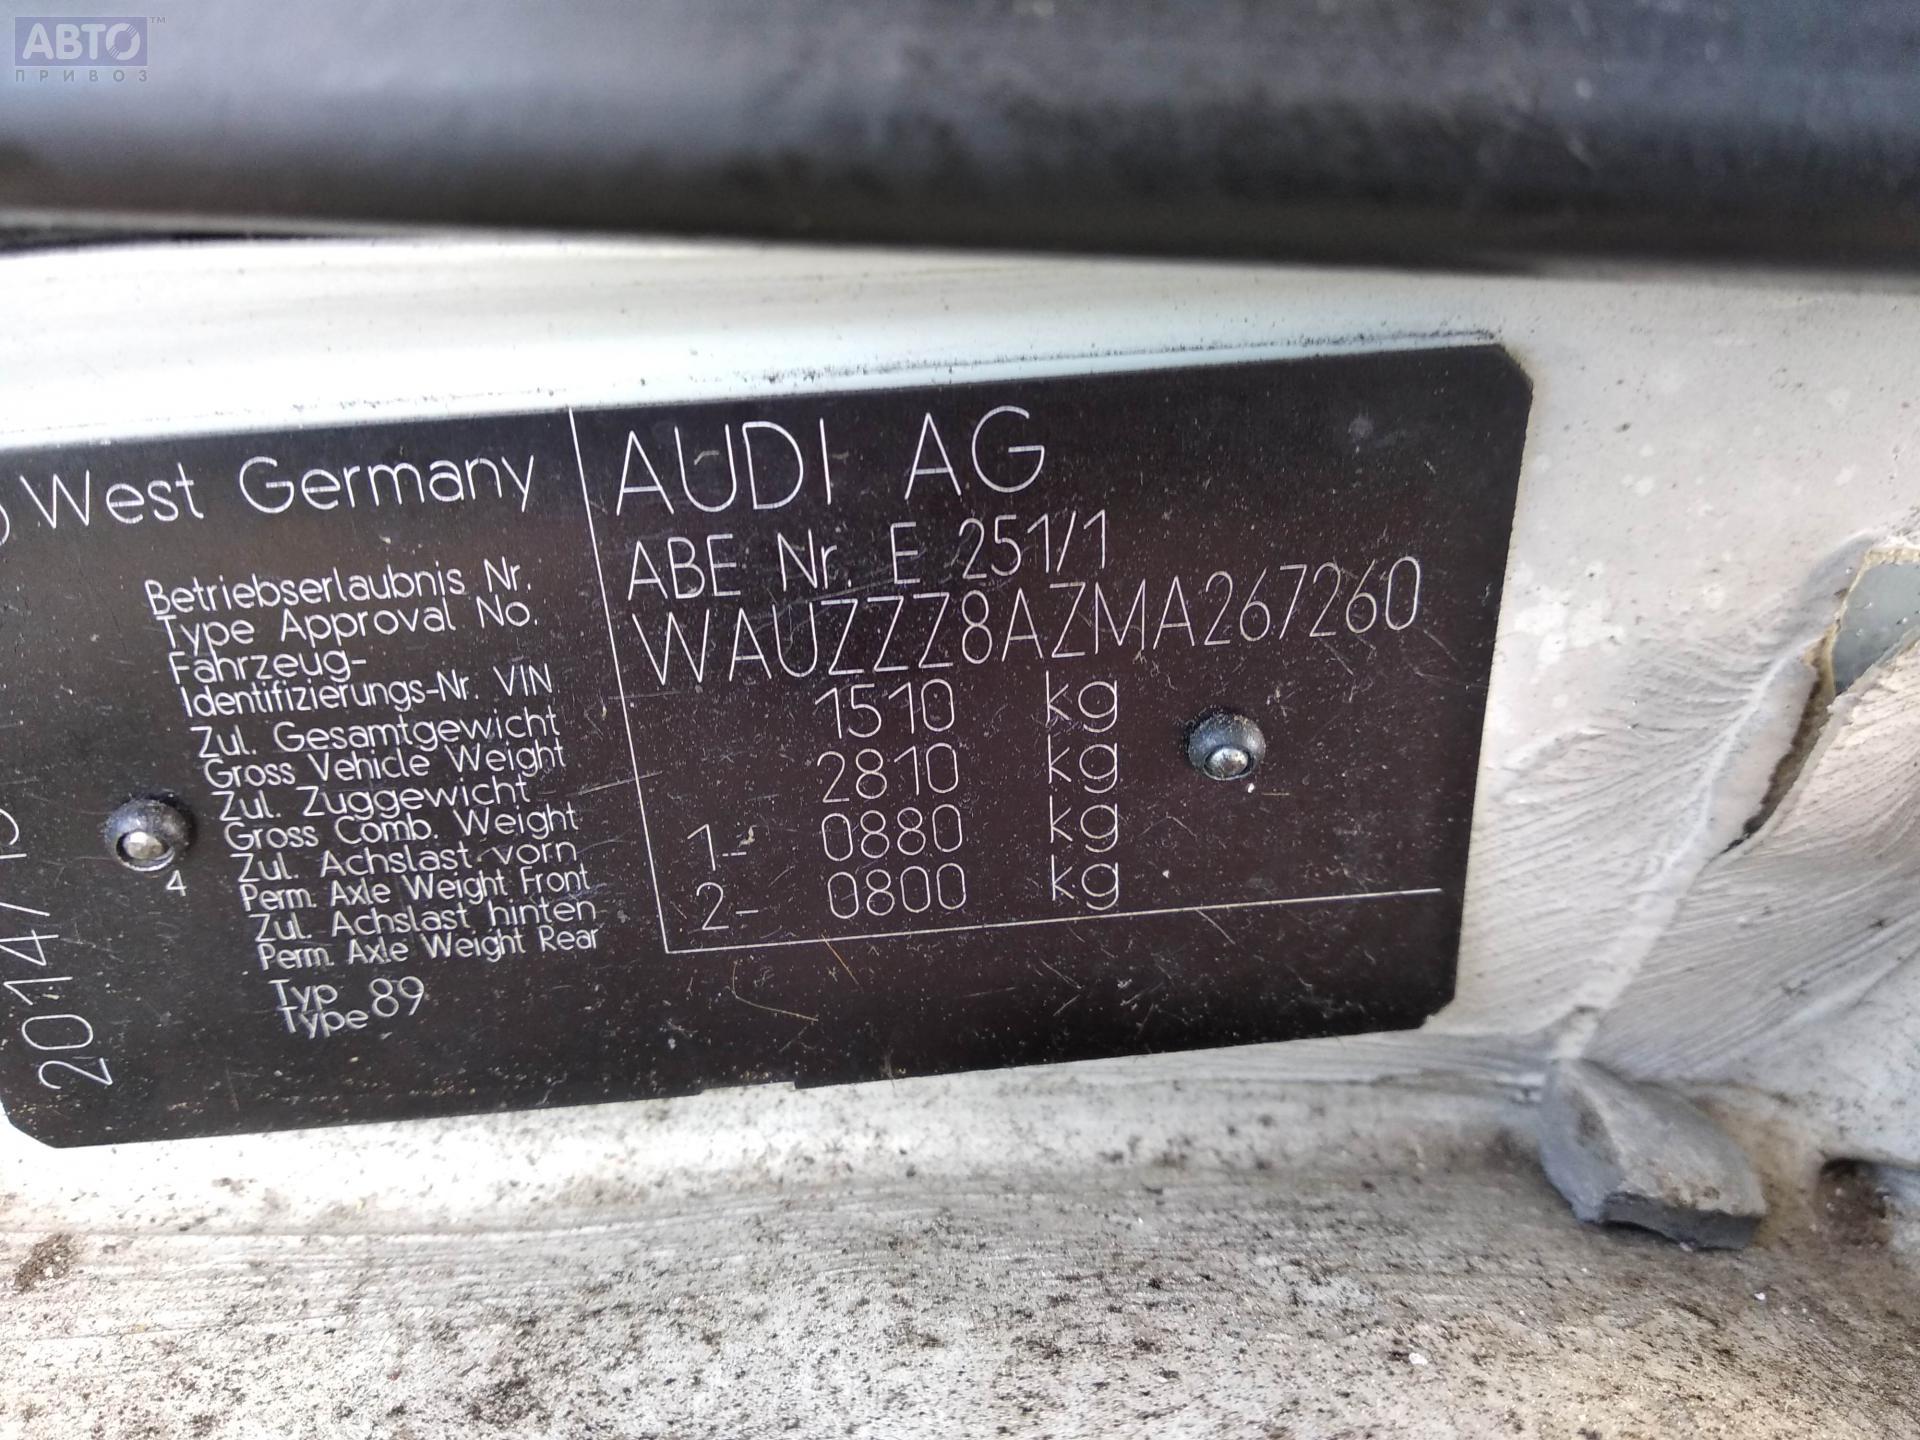 АВТО™
ПРИВОЗ
West Germany
AUDI AG
Betriebserlaubnis Nr.
Type Approval No.
ABE Nr. E 251/1
Fahrzeug-
Identifizierungs-Nr. VIN
WAUZZZ8AZMA267260
Zul. Gesamtgewicht
Gross Vehicle Weight
1510 kg
Zul. Zuggewicht
Gross Comb. Weight
2810 kg
Zul. Achslast vorn
Perm. Axle Weight Front
1- 0880 kg
Zul. Achslast hinten
Perm. Axle Weight Rear
2- 0800 kg
Typ
Type 89
4